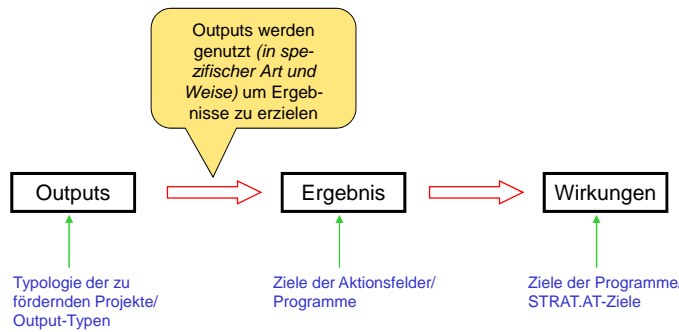 Outputs werden
genutzt (in spe-
zifischer Art und
Weise) um Ergeb-
nisse zu erzielen
Outputs
Ergebnis
Wirkungen
Typologie der zu
fördernden Projekte/
Output-Typen
Ziele der Aktionsfelder/
Programme
Ziele der Programme/
STRAT.AT-Ziele